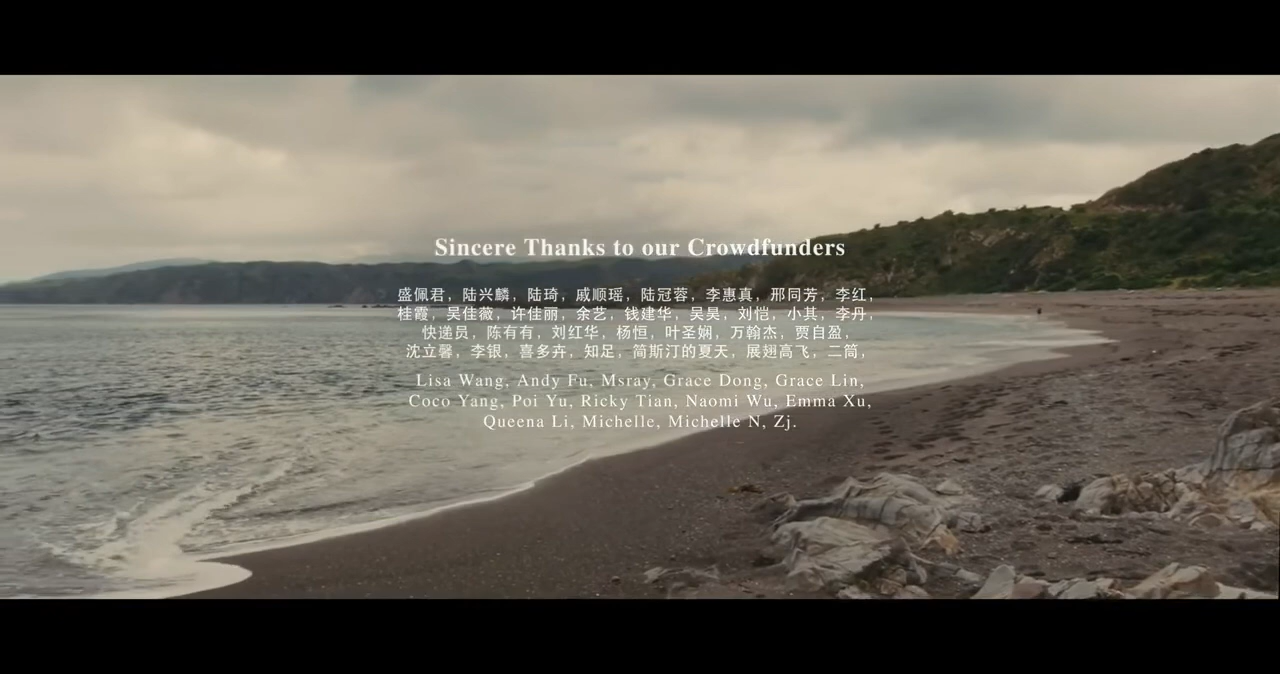 Sincere Thanks to our Crowdfunders
盛佩君，陆兴麟，陆琦，戚顺瑶，陆冠蓉，李惠真，邢同芳，李红，
桂霞，吴佳薇，许佳丽，余艺，钱建华，吴昊，刘恺，小其，李丹，
快递员，陈有有，刘红华，杨恒，叶圣娴，万翰杰，贾自盈，
沈立馨，李银，喜多卉，知足，简斯汀的夏天，展翅高飞，二筒，
Lisa Wang, Andy Fu, Msray, Grace Dong, Grace Lin,
Coco Yang, Poi Yu, Ricky Tian, Naomi Wu, Emma Xu,
Queena Li, Michelle, Michelle N, Zj.